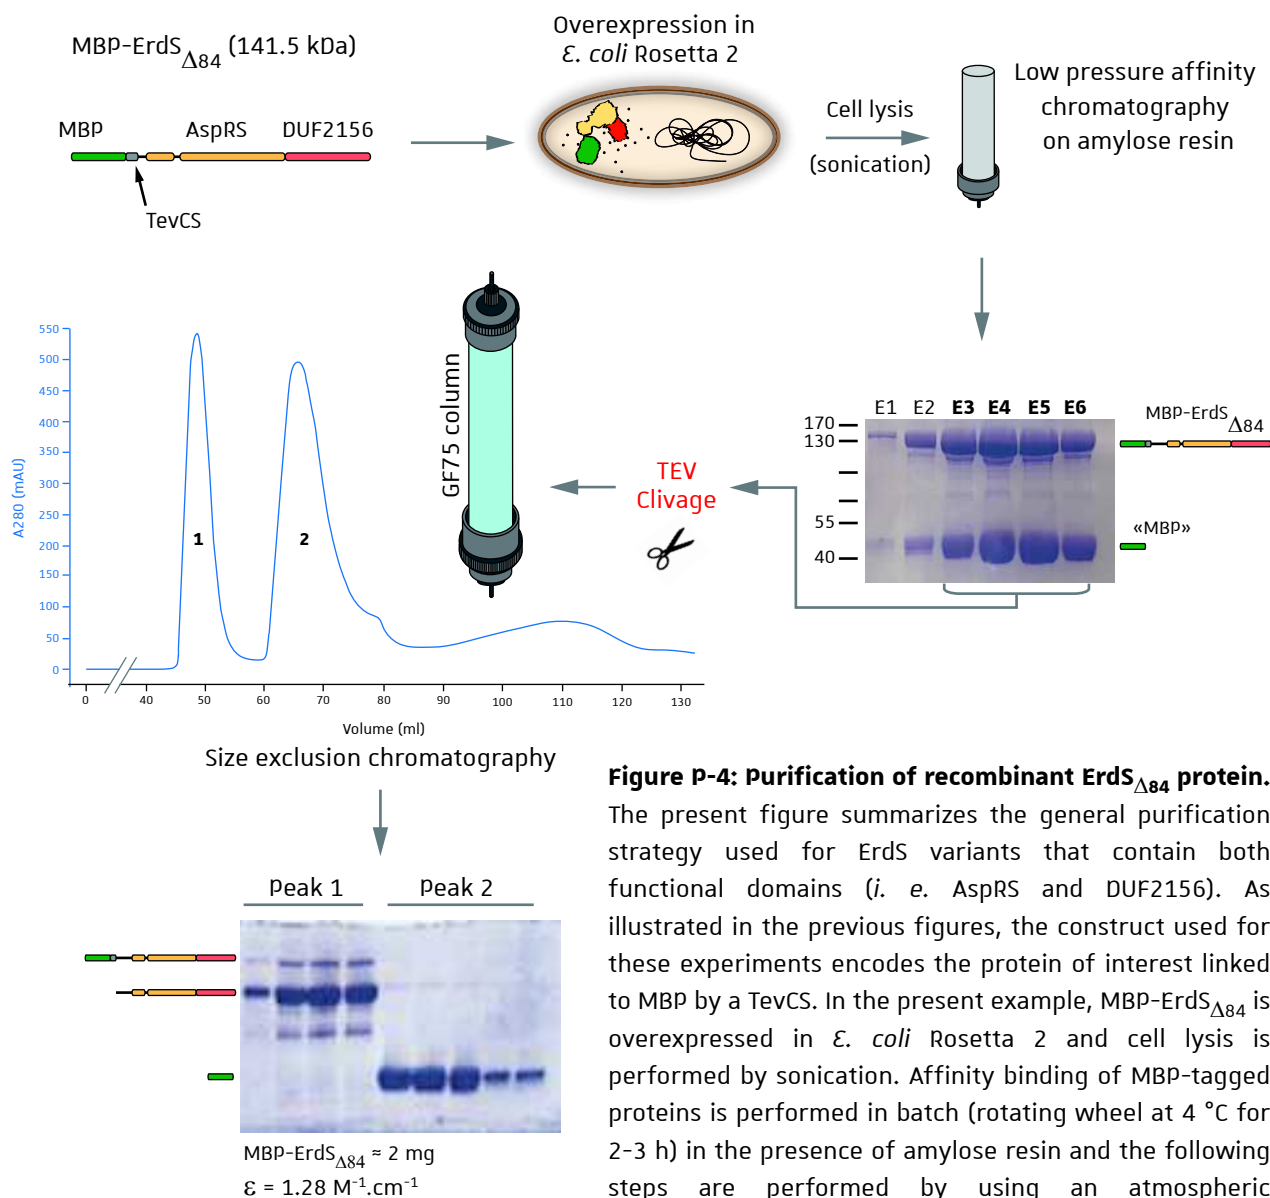 MBP-ErdSΔ84 (141.5 kDa)
MBP
AspRS
DUF2156
TevCS
Overexpression in
E. coli Rosetta 2
Cell lysis
(sonication)
Low pressure affinity
chromatography
on amylose resin
E1 E2 E3 E4 E5 E6
170
130
55
40
MBP-ErdSΔ84
«MBP»
TEV
Clivage
GF75 column
A280 (mAU)
550
500
450
400
350
300
250
200
150
100
50
0
1
2
0 40 50 60 70 80 90 100 110 120 130
Volume (ml)
Size exclusion chromatography
Peak 1
Peak 2
MBP-ErdSΔ84 ≈ 2 mg
ε = 1.28 M⁻¹.cm⁻¹
Figure P-4: Purification of recombinant ErdSΔ84 protein.
The present figure summarizes the general purification
strategy used for ErdS variants that contain both
functional domains (i. e. AspRS and DUF2156). As
illustrated in the previous figures, the construct used for
these experiments encodes the protein of interest linked
to MBP by a TevCS. In the present example, MBP-ErdSΔ84 is
overexpressed in E. coli Rosetta 2 and cell lysis is
performed by sonication. Affinity binding of MBP-tagged
proteins is performed in batch (rotating wheel at 4 °C for
2-3 h) in the presence of amylose resin and the following
steps are performed by using an atmospheric